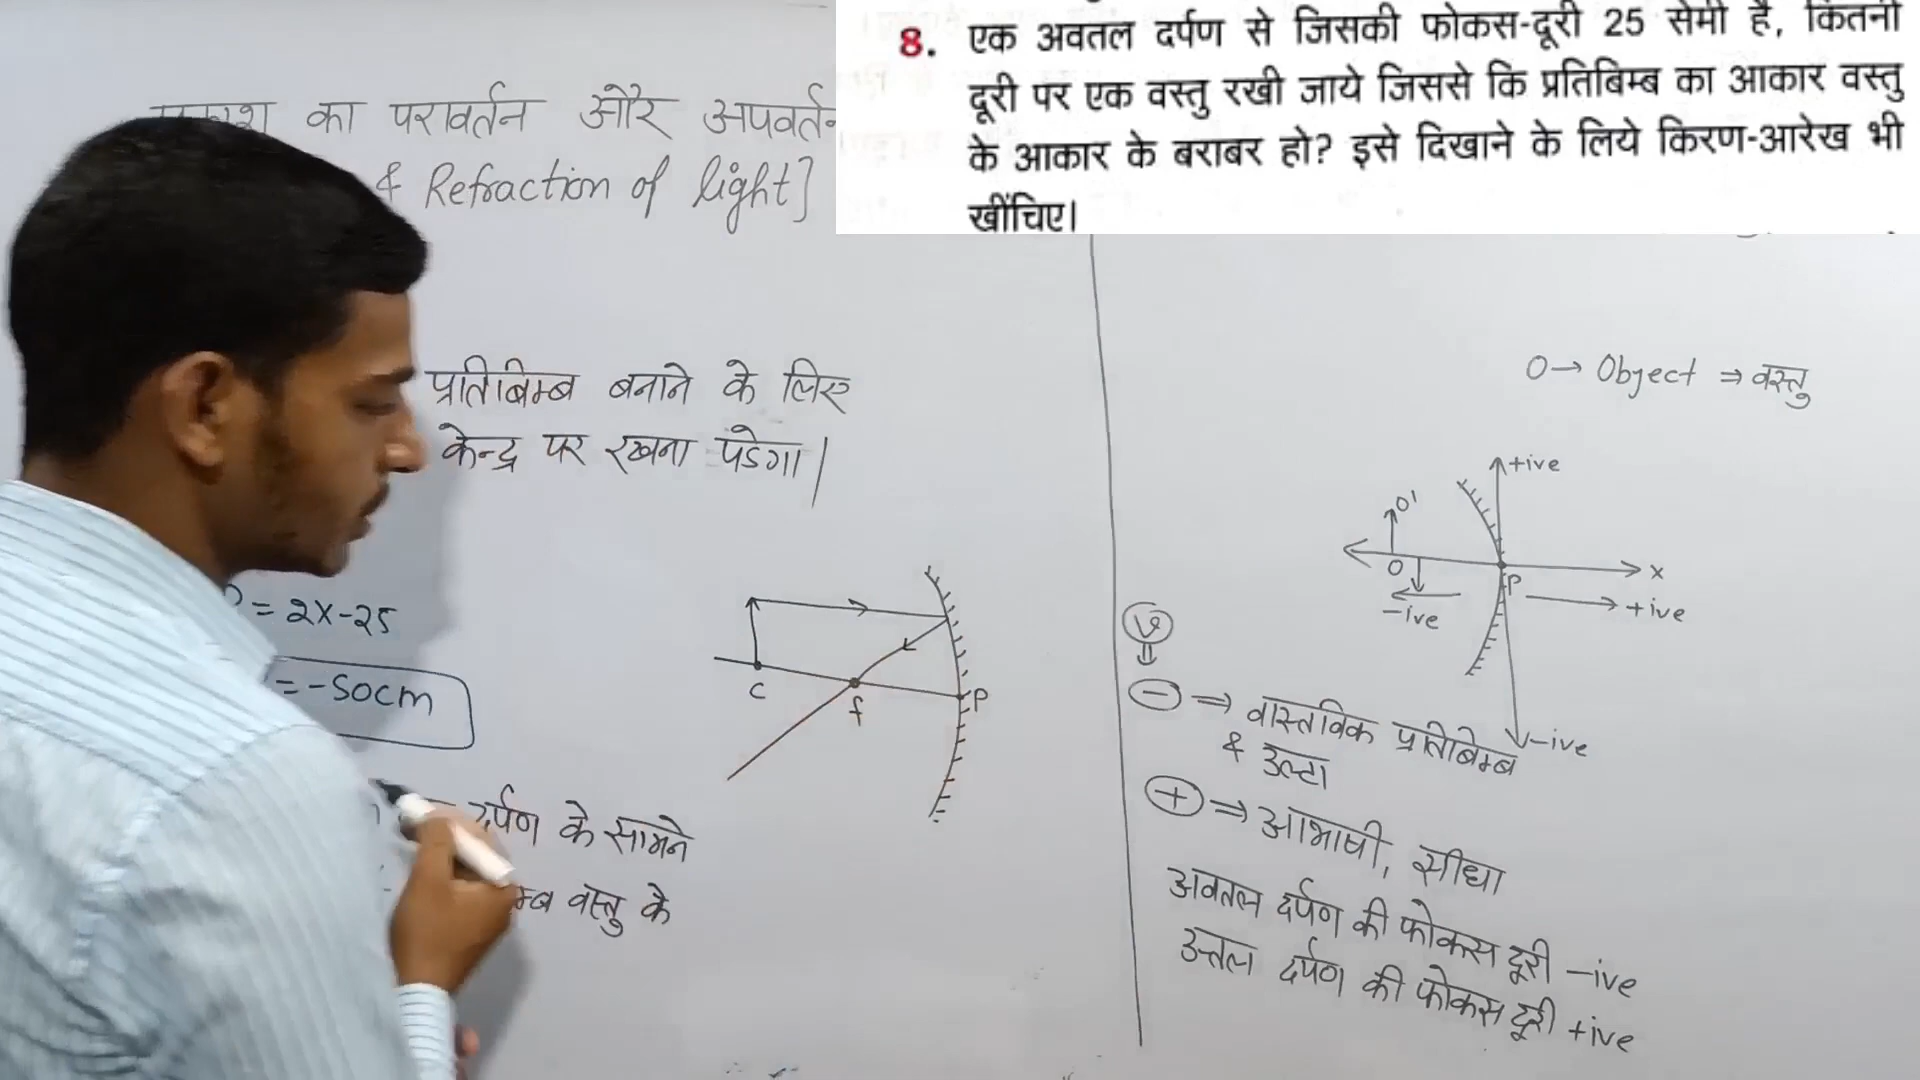 8. एक अवतल दर्पण से जिसकी फोकस-दूरी 25 सेमी है, कितनी
दूरी पर एक वस्तु रखी जाये जिससे कि प्रतिबिम्ब का आकार वस्तु
के आकार के बराबर हो? इसे दिखाने के लिये किरण-आरेख भी
खींचिए।
का परावर्तन और अपवर्तन
& Refraction of light]
प्रतिबिम्ब बनाने के लिए
केन्द्र पर रखना पडेगा|
= 2X-25
=-50cm
दर्पण के सामने
वस्तु के
C
f
P
O → Object ⇒ वस्तु
+ive
O'
O
P
x
-ive
+ive
-ive
v
⊖ ⇒ वास्तविक प्रतिबिम्ब
& उल्टा
⊕ ⇒ आभाषी, सीधा
अवतल दर्पण की फोकस दूरी -ive
उत्तल दर्पण की फोकस दूरी +ive